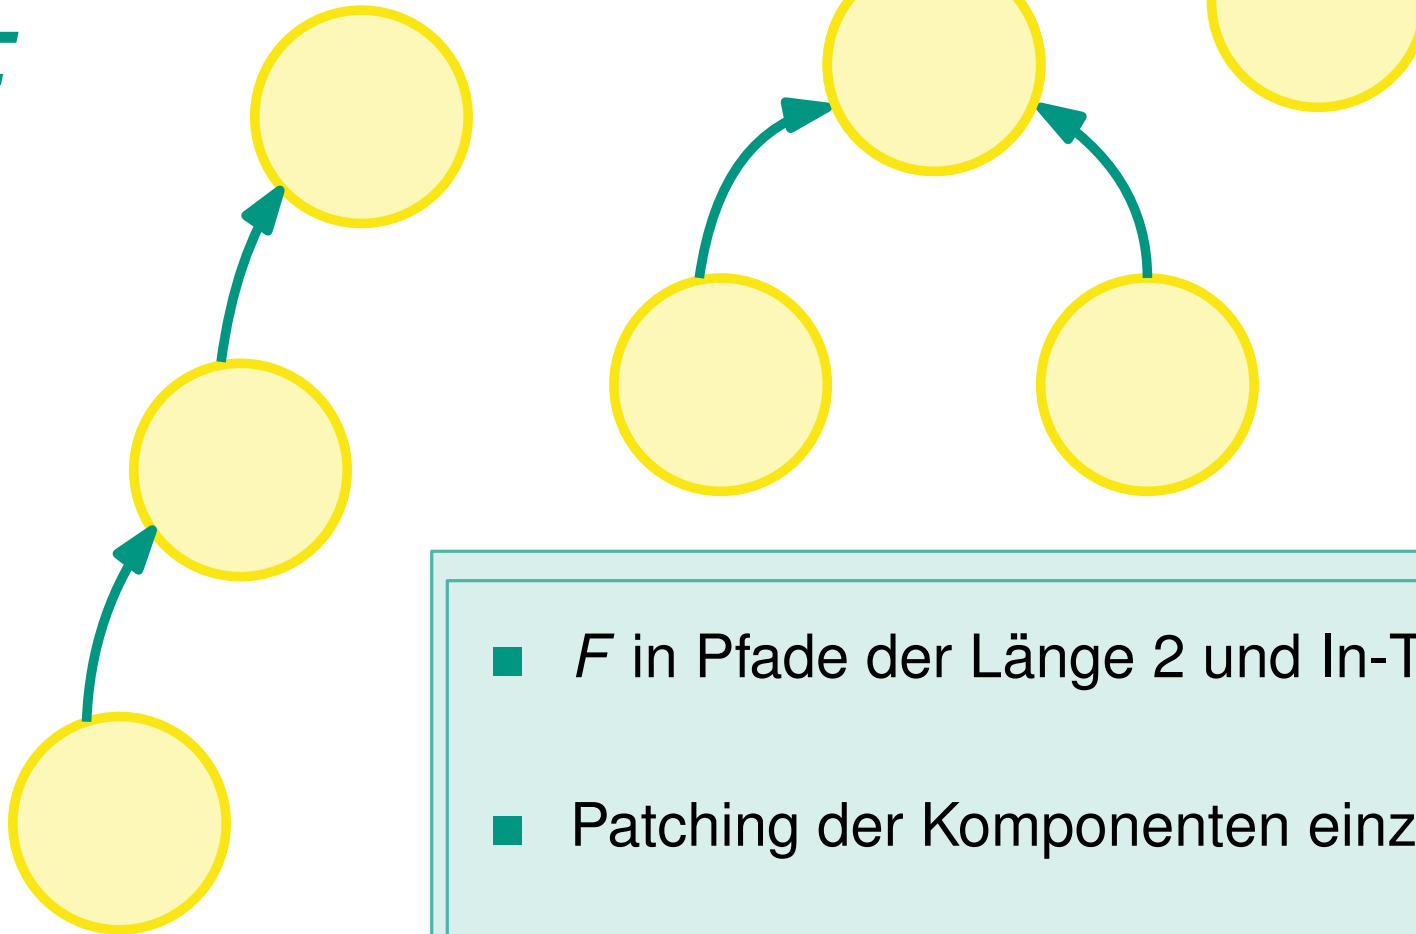 F
F in Pfade der Länge 2 und In-T
Patching der Komponenten einz